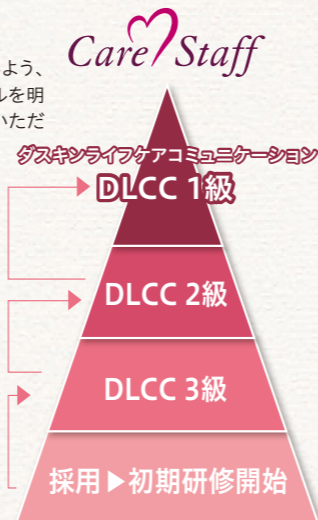 Care Staff
よう、
ルを明
いただ
ダスキンライフケアコミュニケーション
DLCC 1級
DLCC 2級
DLCC 3級
採用▶初期研修開始